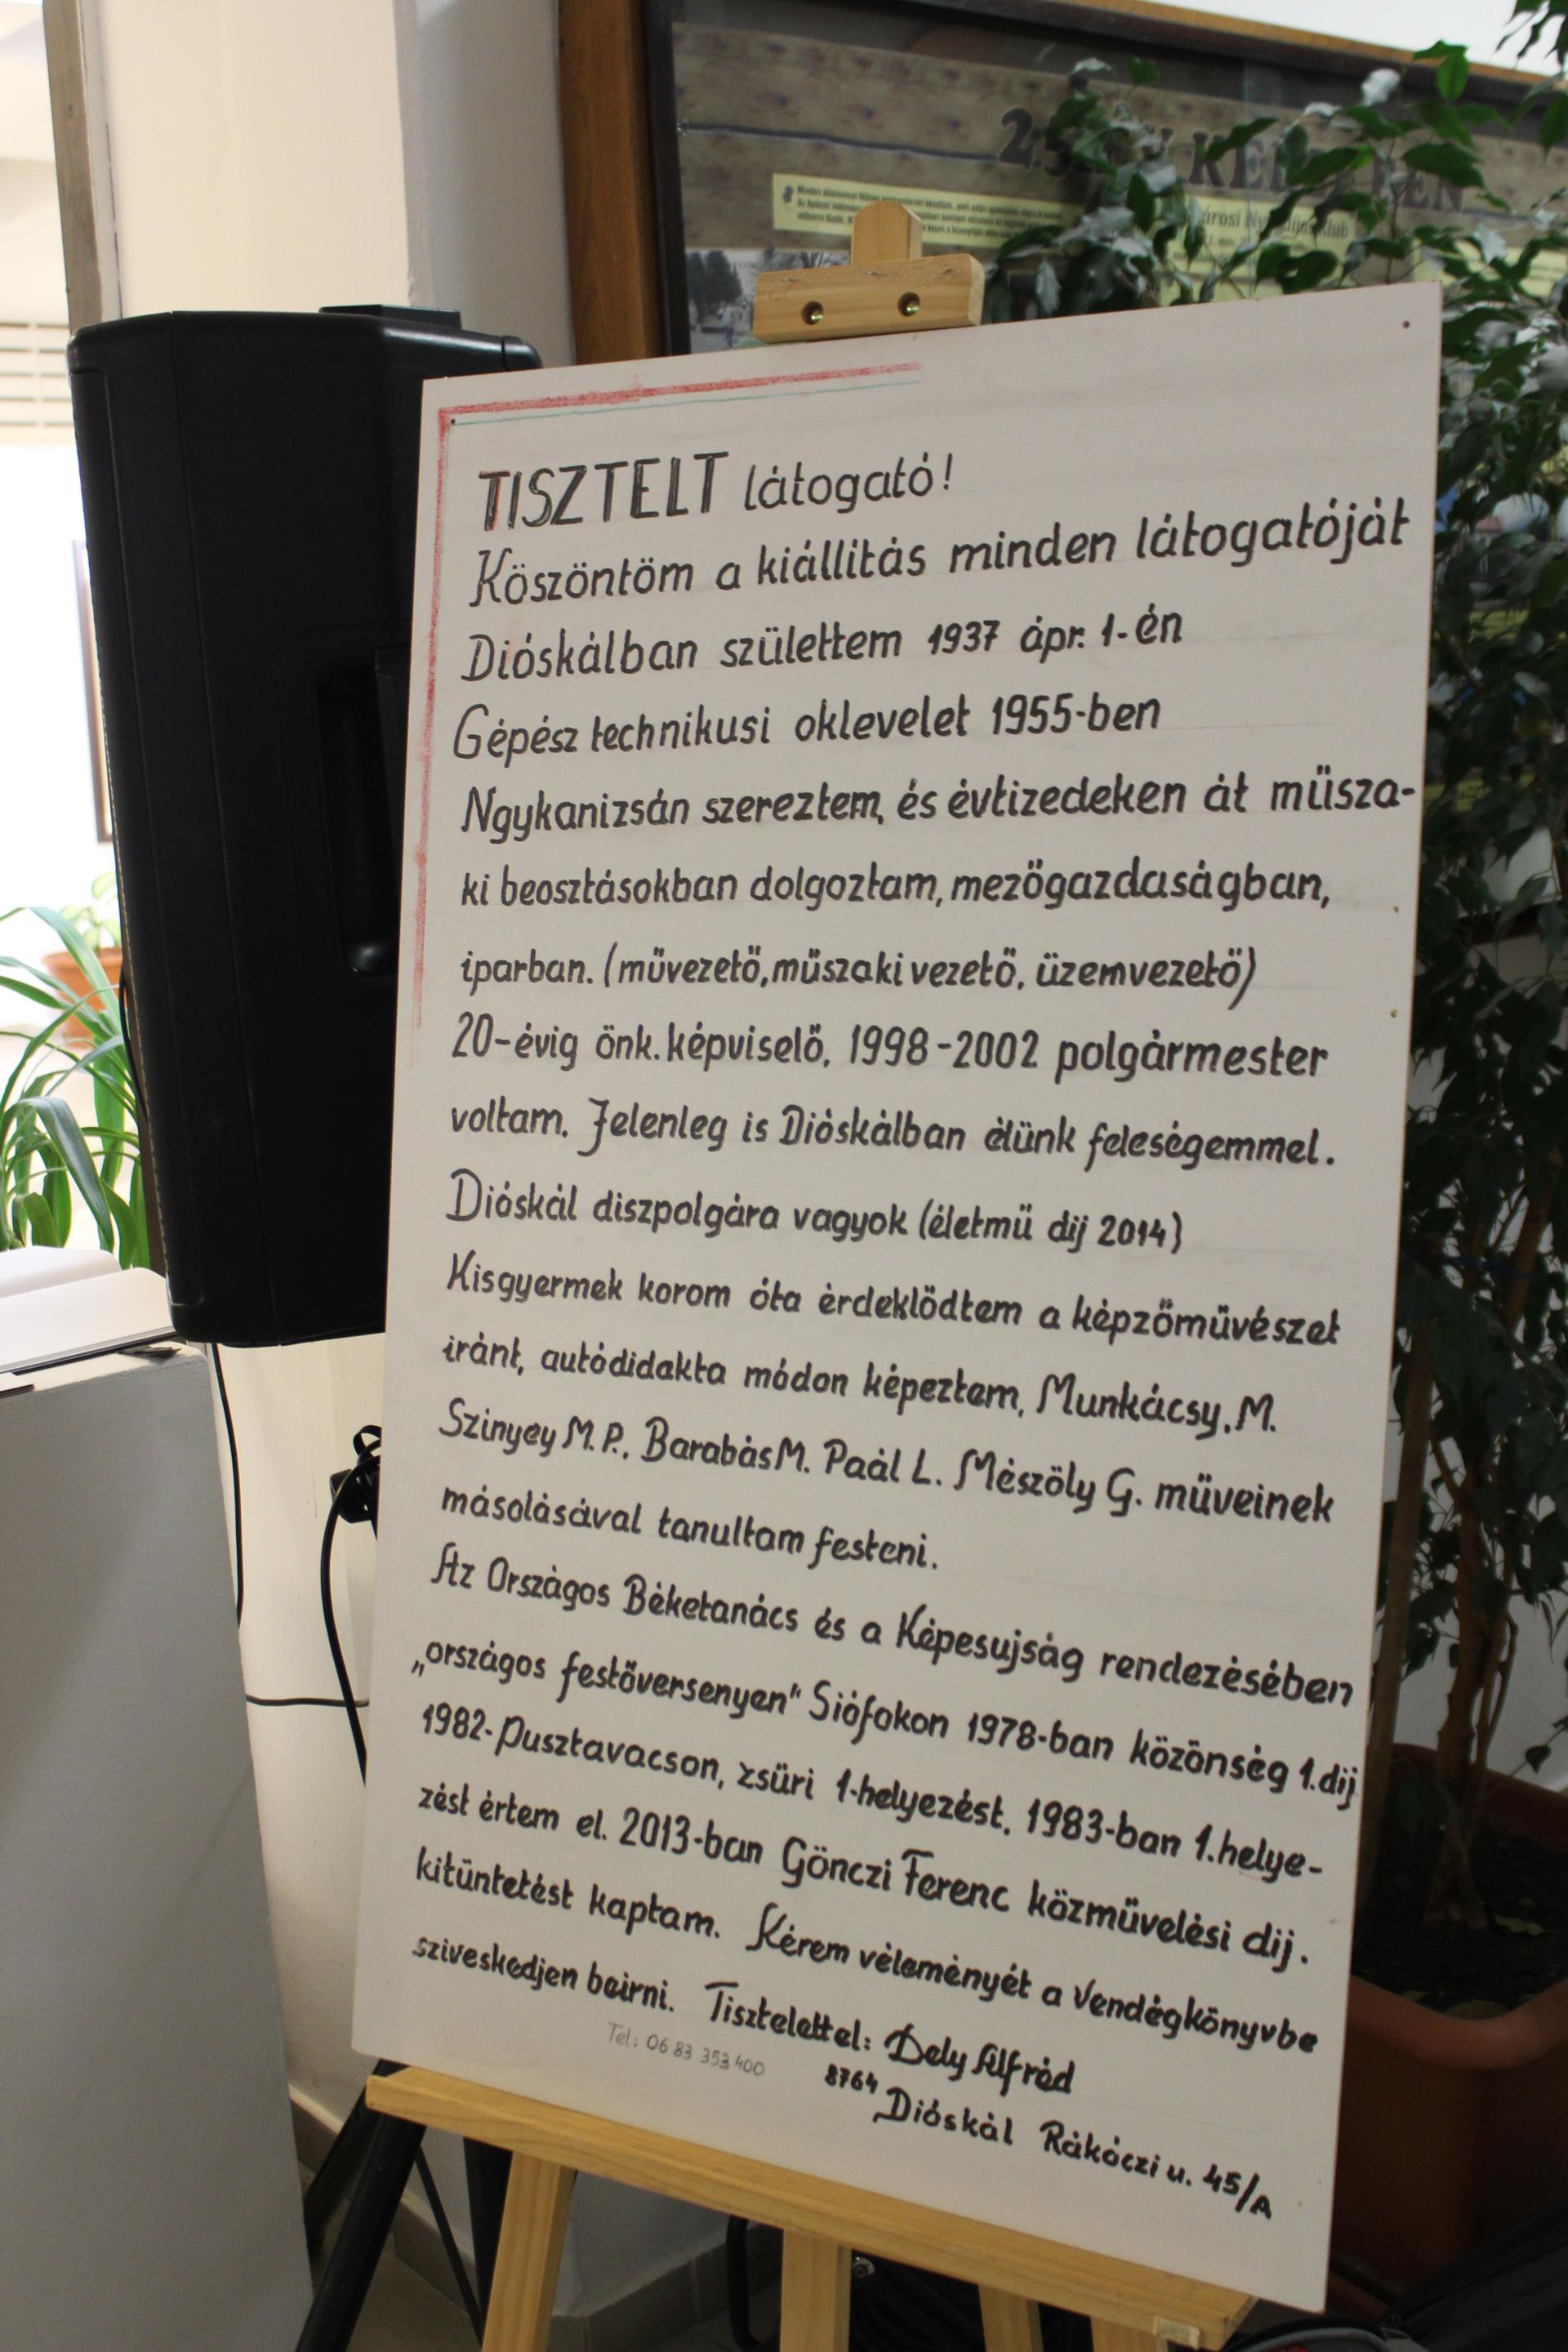 TISZTELT látogató!
Köszöntöm a kiállítás minden látogatóját
Dióskálban születtem 1937 ápr. 1-én
Gépész technikusi oklevelet 1955-ben
Ngykanizsán szereztem, és évtizedeken át műsza-
ki beosztásokban dolgoztam, mezőgazdaságban,
iparban. (művezető, műszaki vezető, üzemvezető)
20-évig önk. képviselő, 1998-2002 polgármester
voltam. Jelenleg is Dióskálban élünk feleségemmel.
Dióskál diszpolgára vagyok (életmű dij 2014)
Kisgyermek korom óta érdeklődtem a képzőművészet
iránt, autódidakta módon képeztem, Munkácsy. M.
Szinyey M. P., Barabás M. Paál L. Mészöly G. műveinek
másolásával tanultam festeni.
Az Országos Béketanács és a Képesujság rendezésében
„országos festőversenyen" Siófokon 1978-ban közönség 1. dij
1982-Pusztavacson, zsüri 1-helyezést, 1983-ban 1. helye-
zést értem el. 2013-ban Gönczi Ferenc közművelési dij.
kitüntetést kaptam. Kérem véleményét a Vendégkönyvbe
sziveskedjen beirni. Tisztelettel: Dely Alfréd
Tel: 06 83 353 400
8764 Dióskál Rákóczi u. 45/A